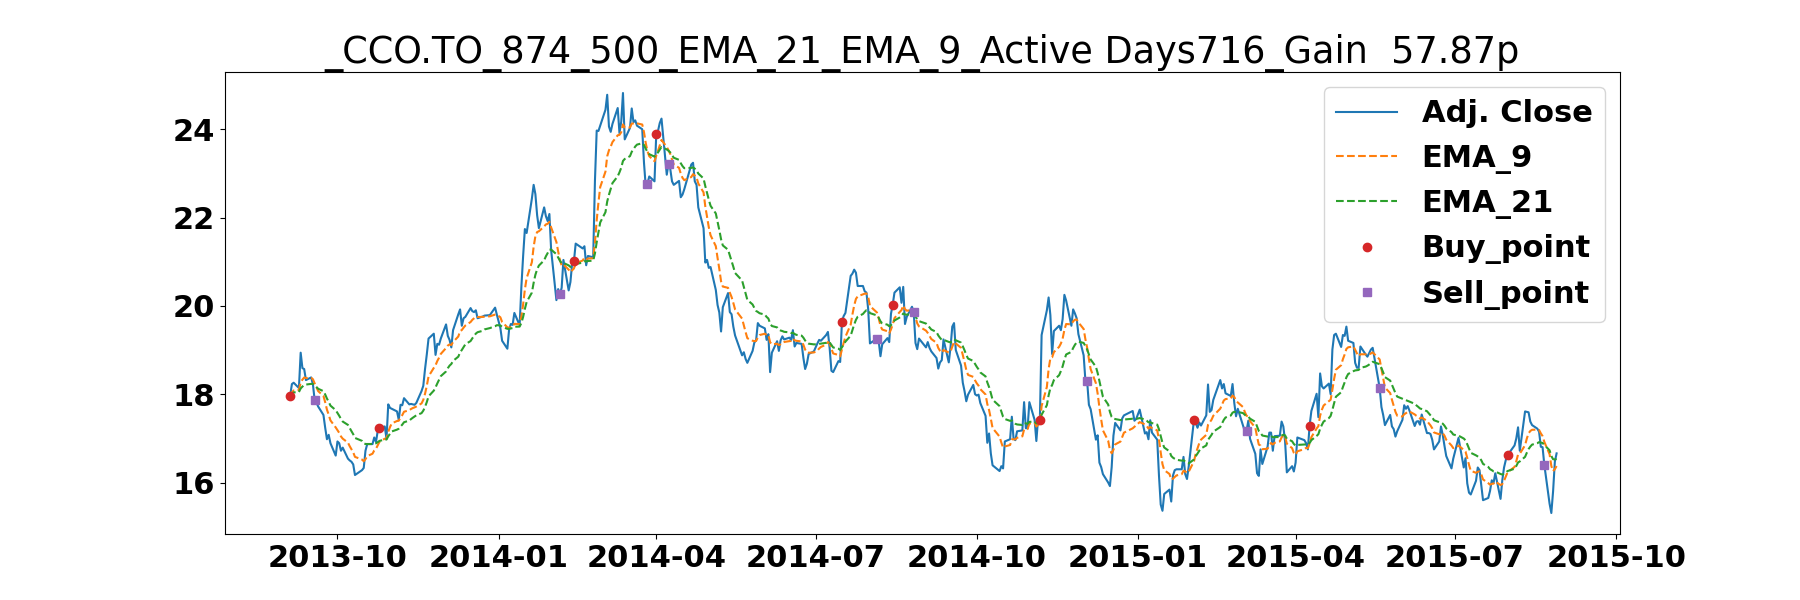 _CCO.TO_874_500_EMA_21_EMA_9_Active Days716_Gain  57.87p
Adj. Close
EMA_9
EMA_21
Buy_point
Sell_point
24
22
20
18
16
2013-10
2014-01
2014-04
2014-07
2014-10
2015-01
2015-04
2015-07
2015-10